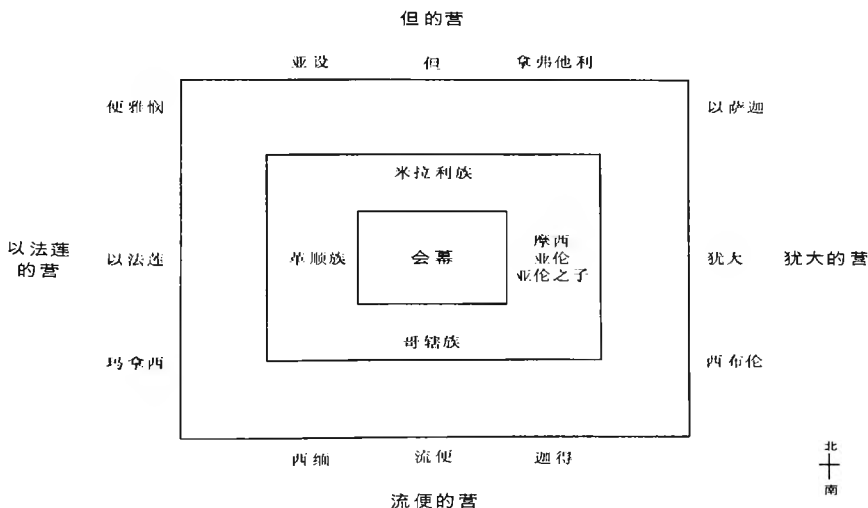 但的营
亚设 但 拿弗他利
便雅悯 以萨迦
米拉利族
以法莲
的营
以法莲 革顺族 会幕
摩西
亚伦
亚伦之子
犹大 犹大的营
哥辖族
玛拿西 西布伦
西缅 流便 迦得
流便的营
北
南